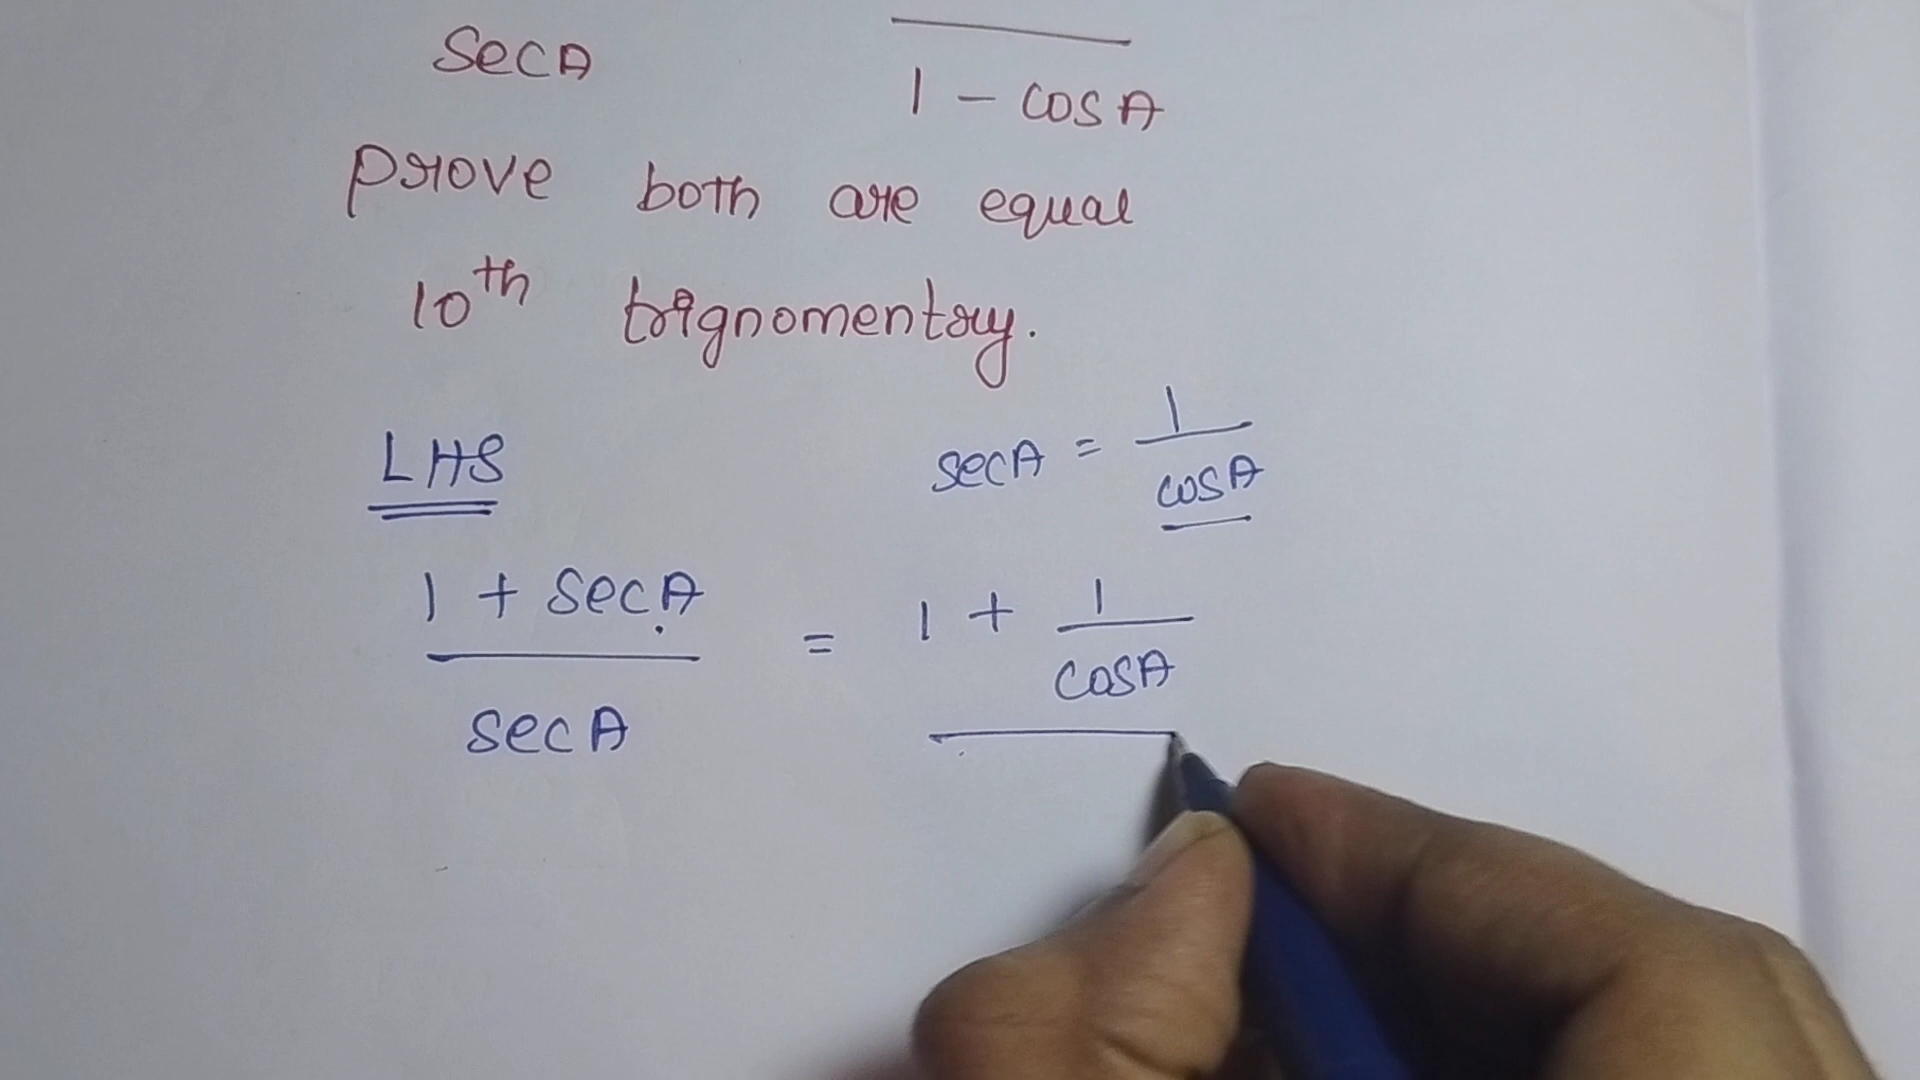 SecA
1 - cosA
Prove both are equal
10th trignomentry.
LHS
secA = 1/cosA
1 + SecA / secA = 1 + 1/cosA